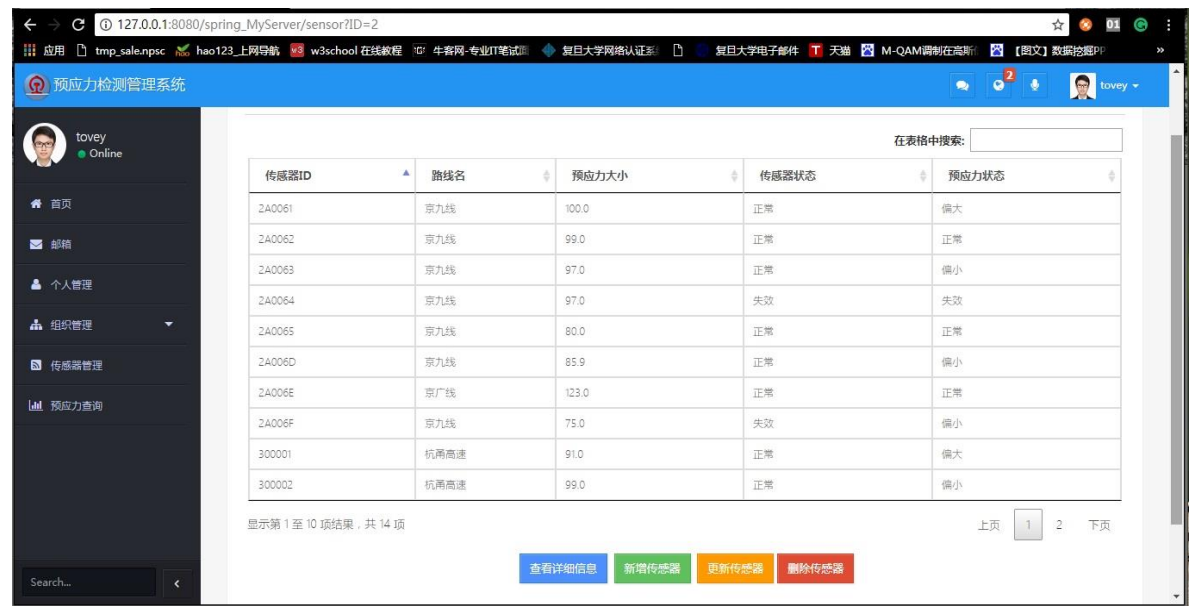 127.0.0.1:8080/spring_MyServer/sensor?ID=2
应用 tmp_sale.npsc hao123_上网导航 w3school 在线教程 牛客网-专业IT笔试面 复旦大学网络认证系 复旦大学电子邮件 天猫 M-QAM调制在高斯 【图文】数据挖掘PP »
预应力检测管理系统 2 tovey
tovey
Online
在表格中搜索:
传感器ID 路线名 预应力大小 传感器状态 预应力状态
首页
2A0061 京九线 100.0 正常 偏大
2A0062 京九线 99.0 正常 正常
邮箱
2A0063 京九线 97.0 正常 偏小
个人管理
2A0064 京九线 97.0 失效 失效
组织管理
2A0065 京九线 80.0 正常 正常
传感器管理
2A006D 京九线 85.9 正常 偏小
2A006E 京广线 123.0 正常 正常
预应力查询
2A006F 京九线 75.0 失效 偏小
300001 杭甬高速 91.0 正常 偏大
300002 杭甬高速 99.0 正常 偏小
显示第 1 至 10 项结果，共 14 项 上页 1 2 下页
查看详细信息 新增传感器 更新传感器 删除传感器
Search...